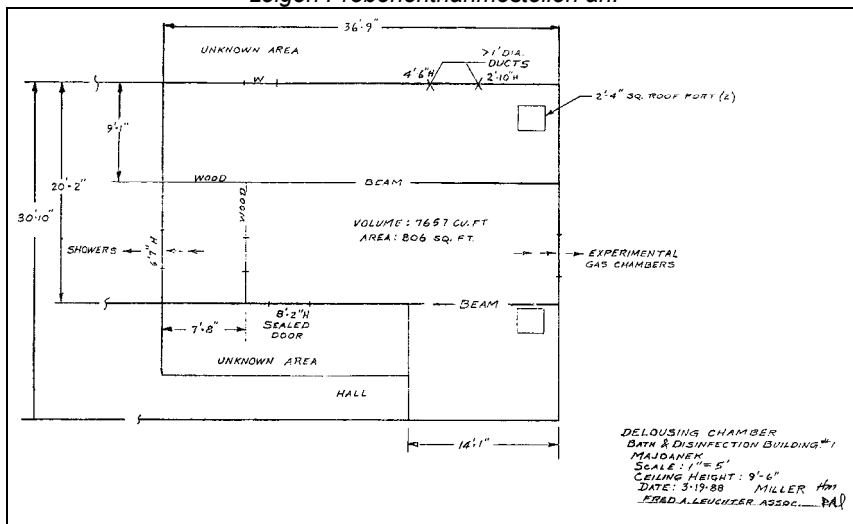 zeigen Probenentnahmestellen an.
36'-9"
UNKNOWN AREA
>1' DIA.
DUCTS
4'-6"H
2'-10"H
W
2'-4" SQ. ROOF PORT (2)
9'-1"
WOOD
BEAM
20'-2"
WOOD
VOLUME : 7657 CU. FT
AREA : 806 SQ. FT.
30'-10"
SHOWERS
6'-7"H
EXPERIMENTAL
GAS CHAMBERS
BEAM
8'-2"H
SEALED
DOOR
7'-8"
UNKNOWN AREA
HALL
14'-1"
DELOUSING CHAMBER
BATH & DISINFECTION BUILDING #1
MAJDANEK
SCALE : 1" = 5'
CEILING HEIGHT : 9'-6"
DATE : 3-19-88 MILLER
FRED A. LEUCHTER ASSOC.